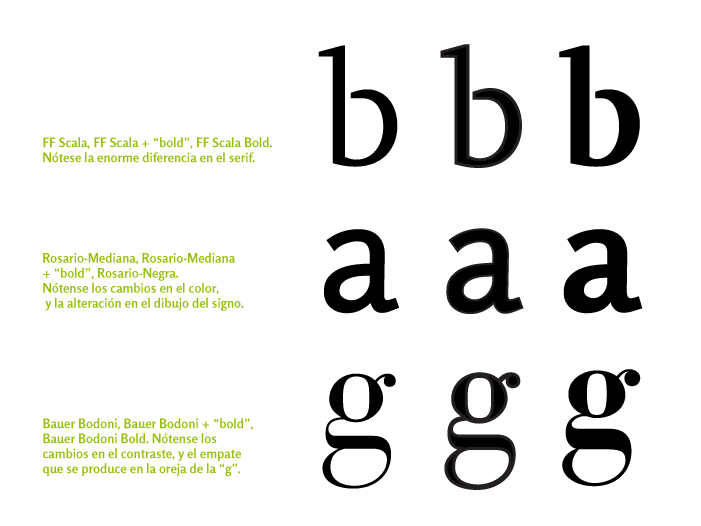 FF Scala, FF Scala + “bold”, FF Scala Bold.
Nótese la enorme diferencia en el serif.
b b b
Rosario-Mediana, Rosario-Mediana
+ “bold”, Rosario-Negra.
Nótense los cambios en el color,
y la alteración en el dibujo del signo.
a a a
Bauer Bodoni, Bauer Bodoni + “bold”,
Bauer Bodoni Bold. Nótense los
cambios en el contraste, y el empate
que se produce en la oreja de la “g”.
g g g